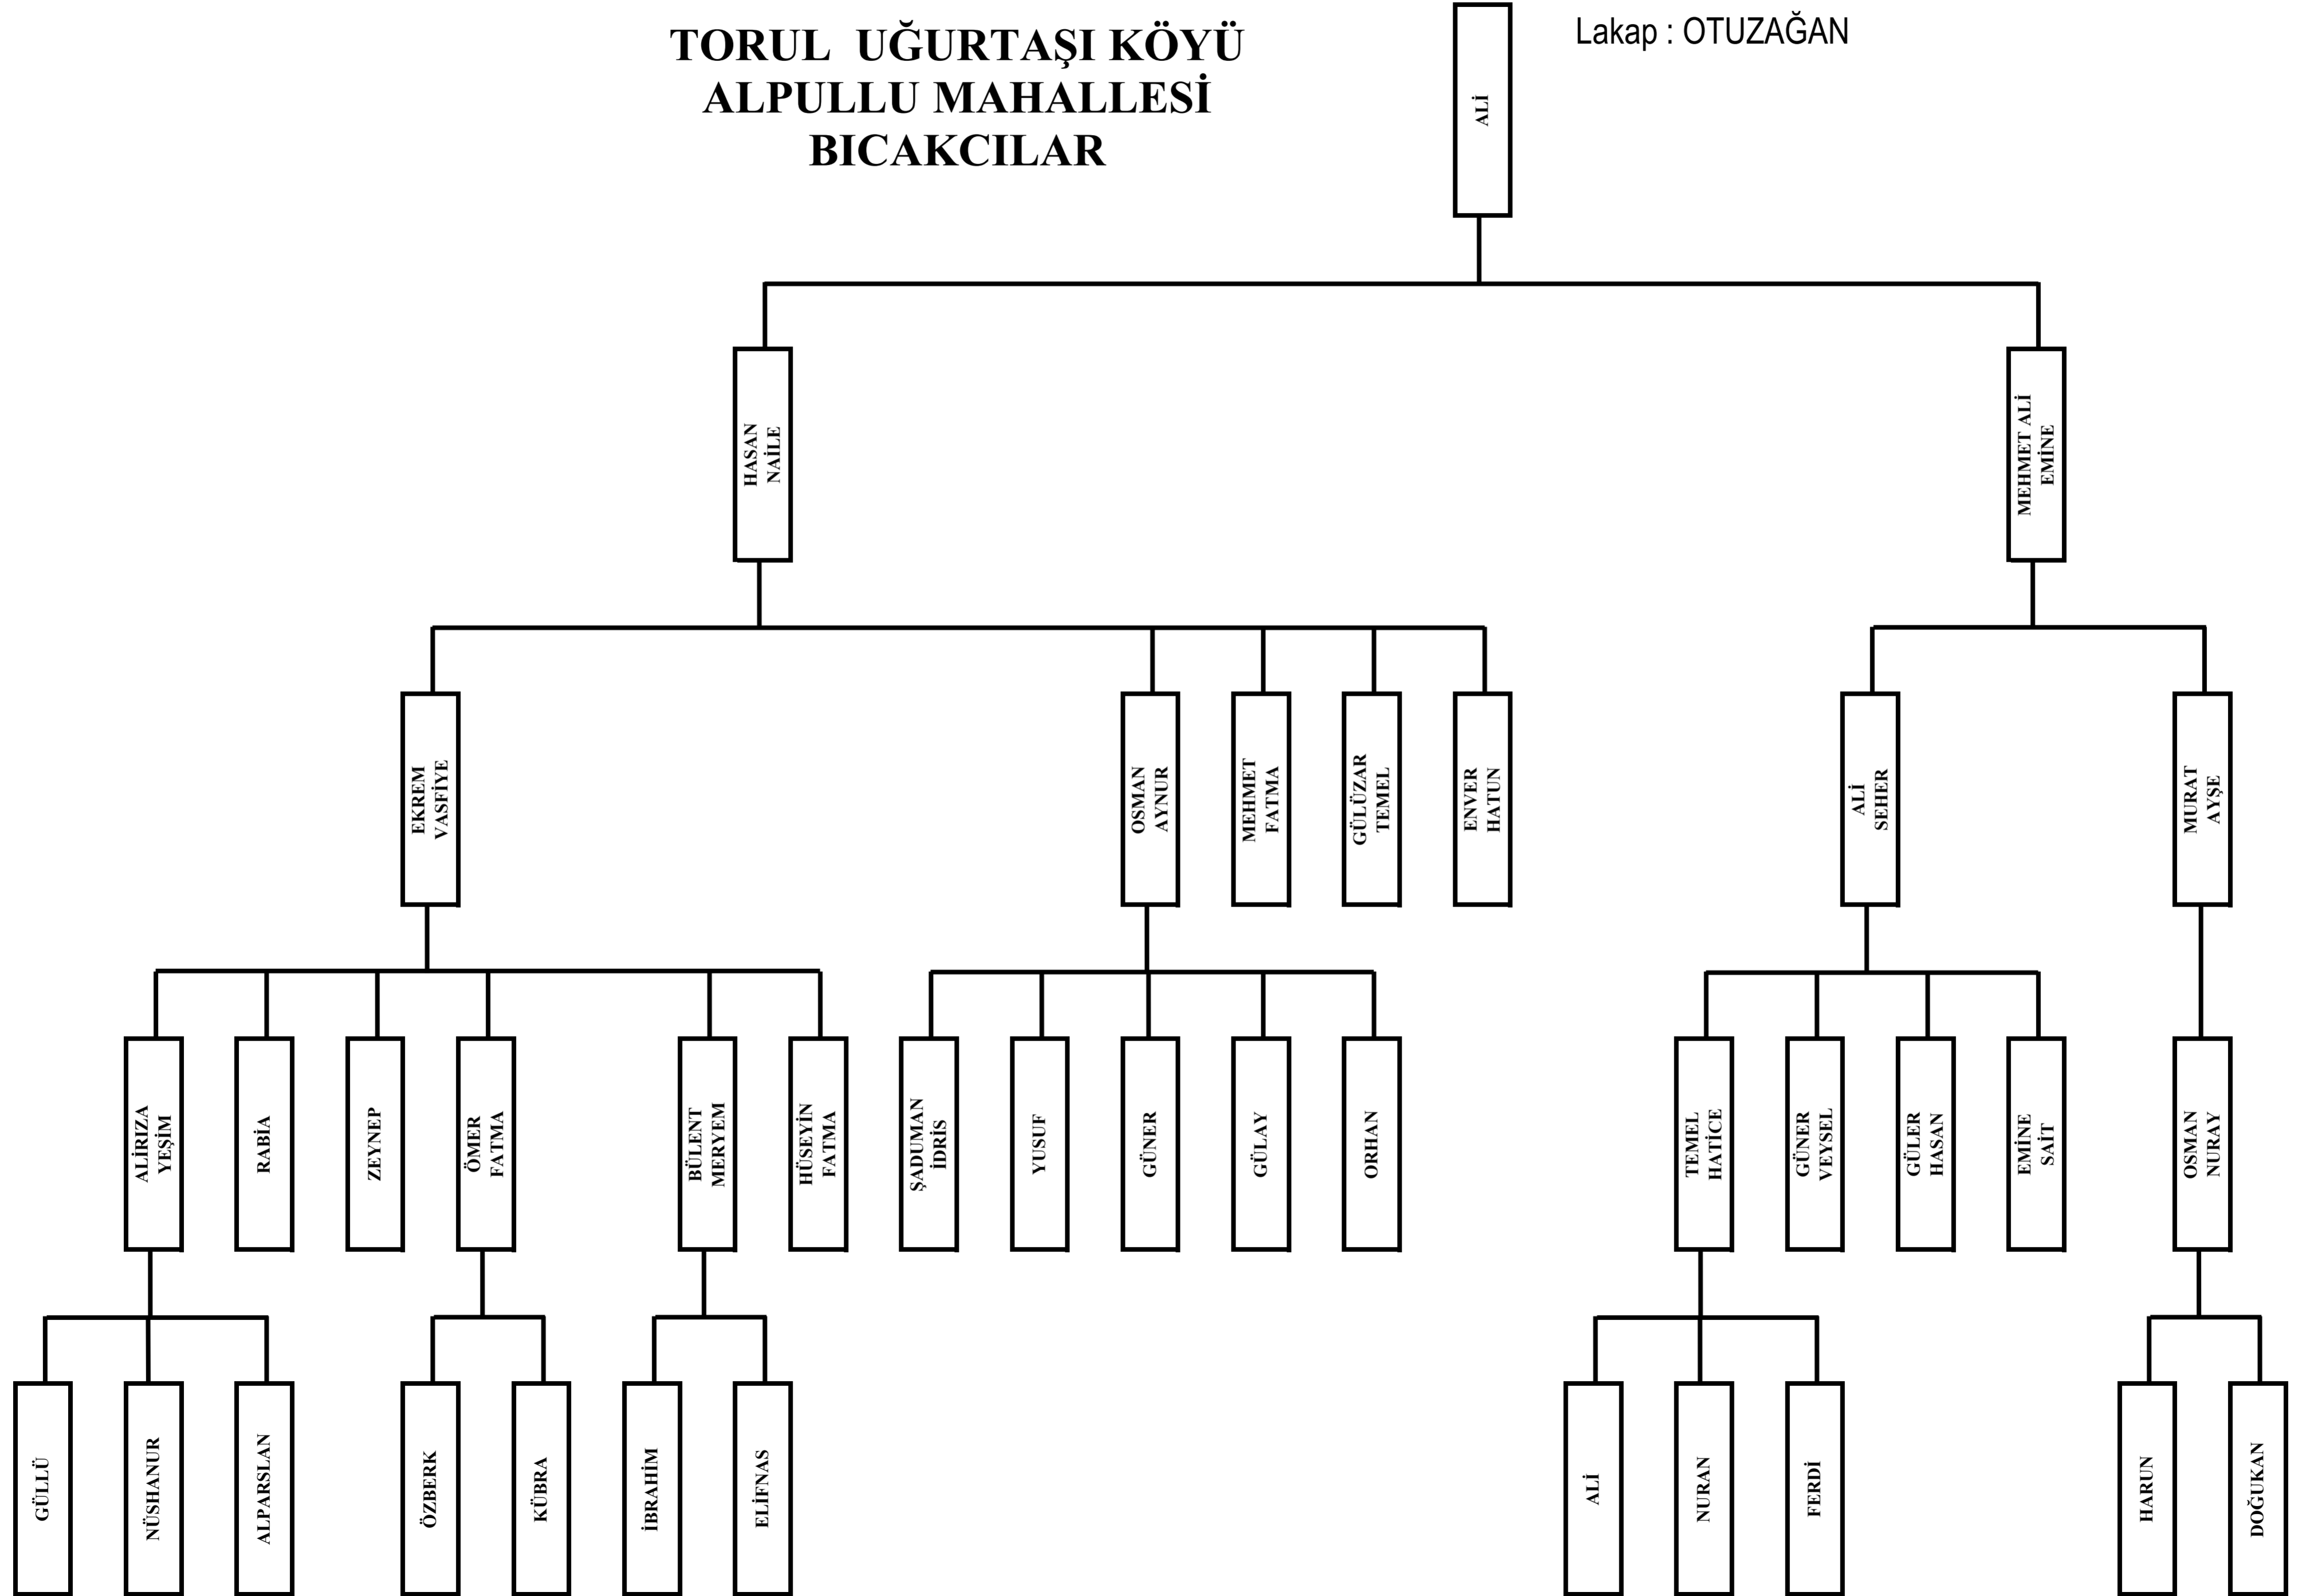 TORUL UĞURTAŞI KÖYÜ
ALPULLU MAHALLESİ
BICAKCILAR
Lakap : OTUZAĞAN
ALİ
HASAN
NAİLE
MEHMET ALİ
EMİNE
EKREM
VASFİYE
OSMAN
AYNUR
MEHMET
FATMA
GÜLÜZAR
TEMEL
ENVER
HATUN
ALİ
SEHER
MURAT
AYŞE
ALİRIZA
YEŞİM
RABİA
ZEYNEP
ÖMER
FATMA
BÜLENT
MERYEM
HÜSEYİN
FATMA
ŞADUMAN
İDRİS
YUSUF
GÜNER
GÜLAY
ORHAN
TEMEL
HATİCE
GÜNER
VEYSEL
GÜLER
HASAN
EMİNE
SAİT
OSMAN
NURAY
GÜLLÜ
NÜSHANUR
ALPARSLAN
ÖZBERK
KÜBRA
İBRAHİM
ELİFNAS
ALİ
NURAN
FERDİ
HARUN
DOĞUKAN